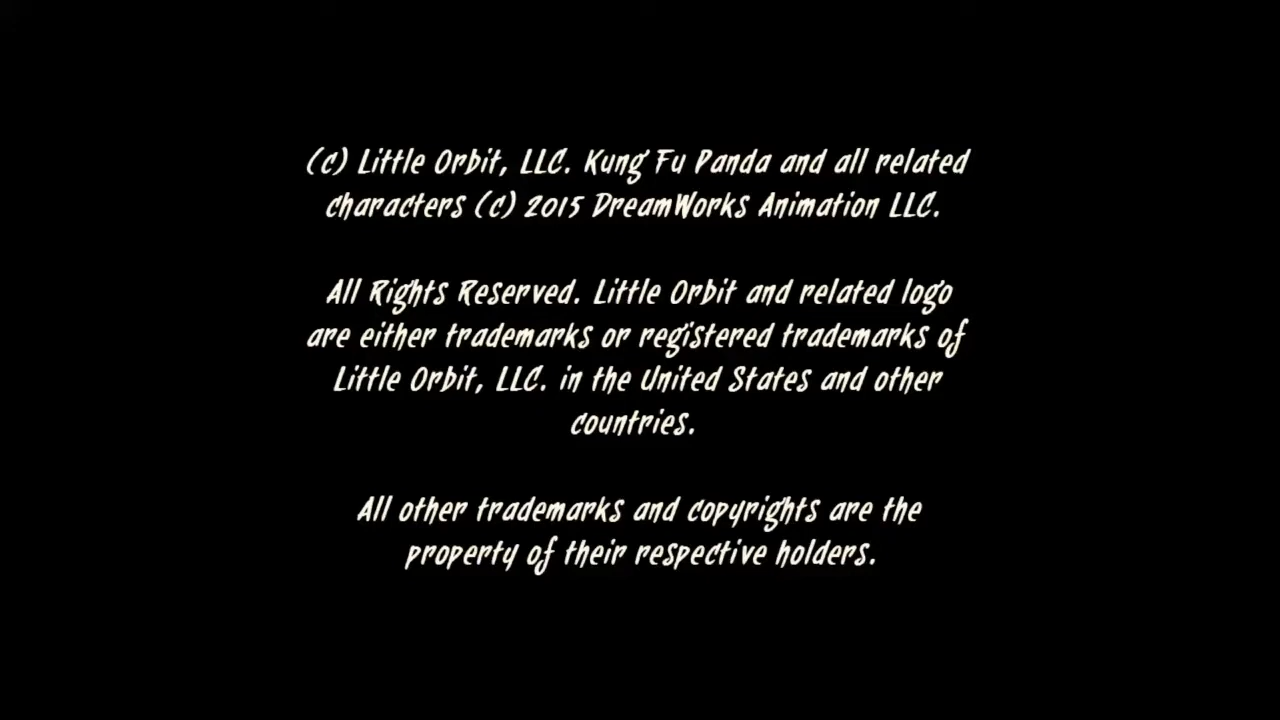 (c) Little Orbit, LLC. Kung Fu Panda and all related
characters (c) 2015 DreamWorks Animation LLC.
All Rights Reserved. Little Orbit and related logo
are either trademarks or registered trademarks of
Little Orbit, LLC. in the United States and other
countries.
All other trademarks and copyrights are the
property of their respective holders.